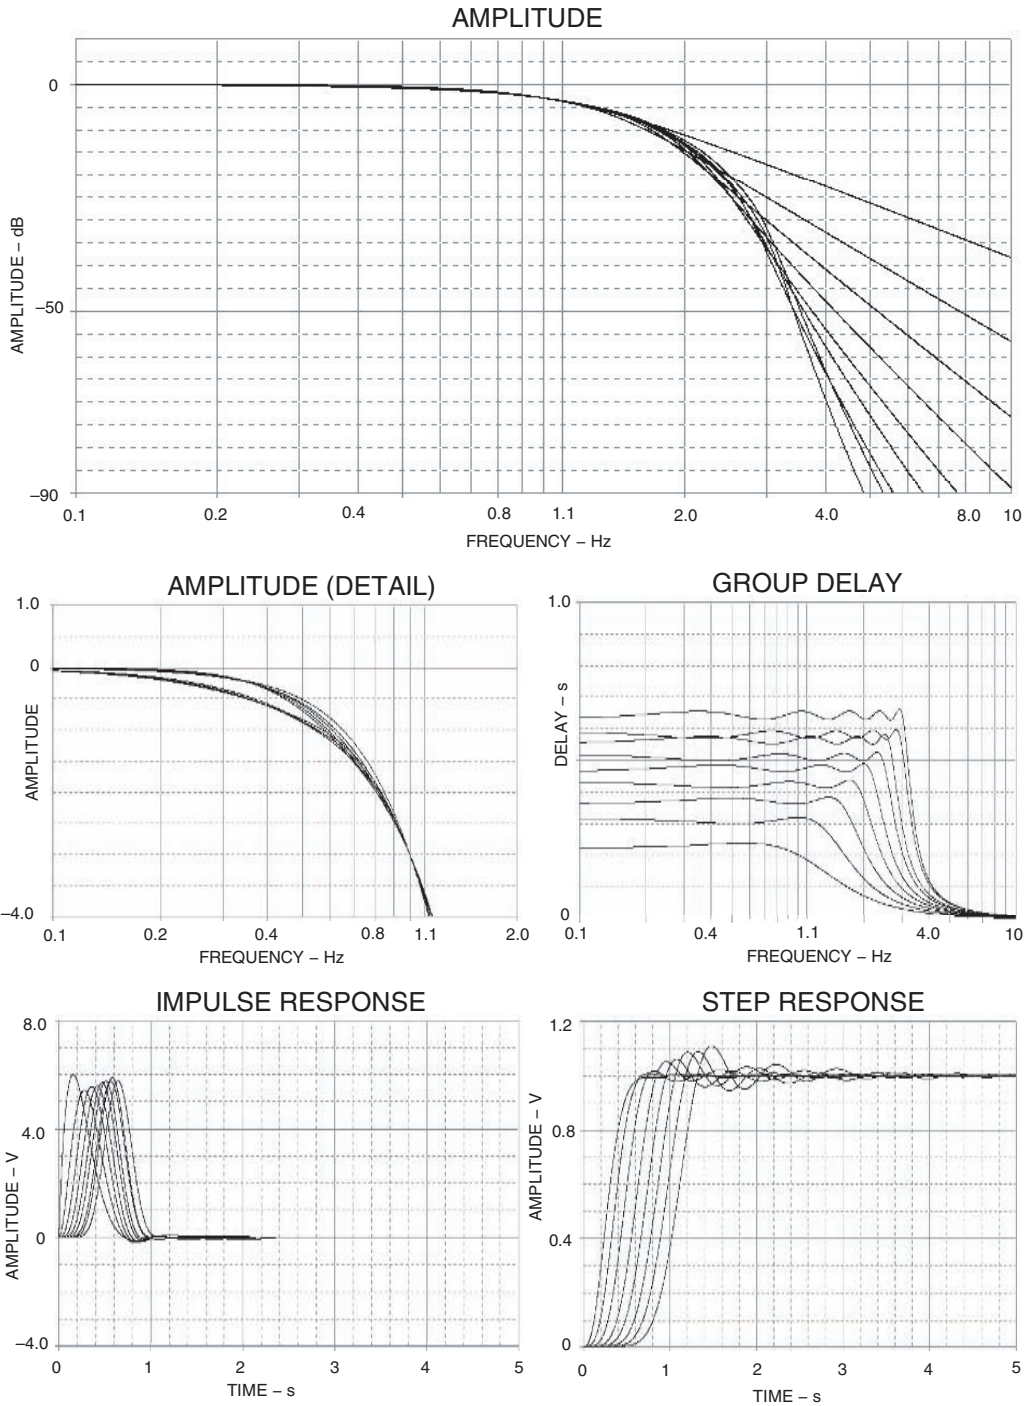 AMPLITUDE
0
–50
–90
AMPLITUDE – dB
0.1 0.2 0.4 0.8 1.1 2.0 4.0 8.0 10
FREQUENCY – Hz
AMPLITUDE (DETAIL)
1.0
0
–4.0
AMPLITUDE
0.1 0.2 0.4 0.8 1.1 2.0
FREQUENCY – Hz
GROUP DELAY
1.0
0
DELAY – s
0.1 0.4 1.1 4.0 10
FREQUENCY – Hz
IMPULSE RESPONSE
8.0
4.0
0
–4.0
AMPLITUDE – V
0 1 2 3 4 5
TIME – s
STEP RESPONSE
1.2
0.8
0.4
0
AMPLITUDE – V
0 1 2 3 4 5
TIME – s